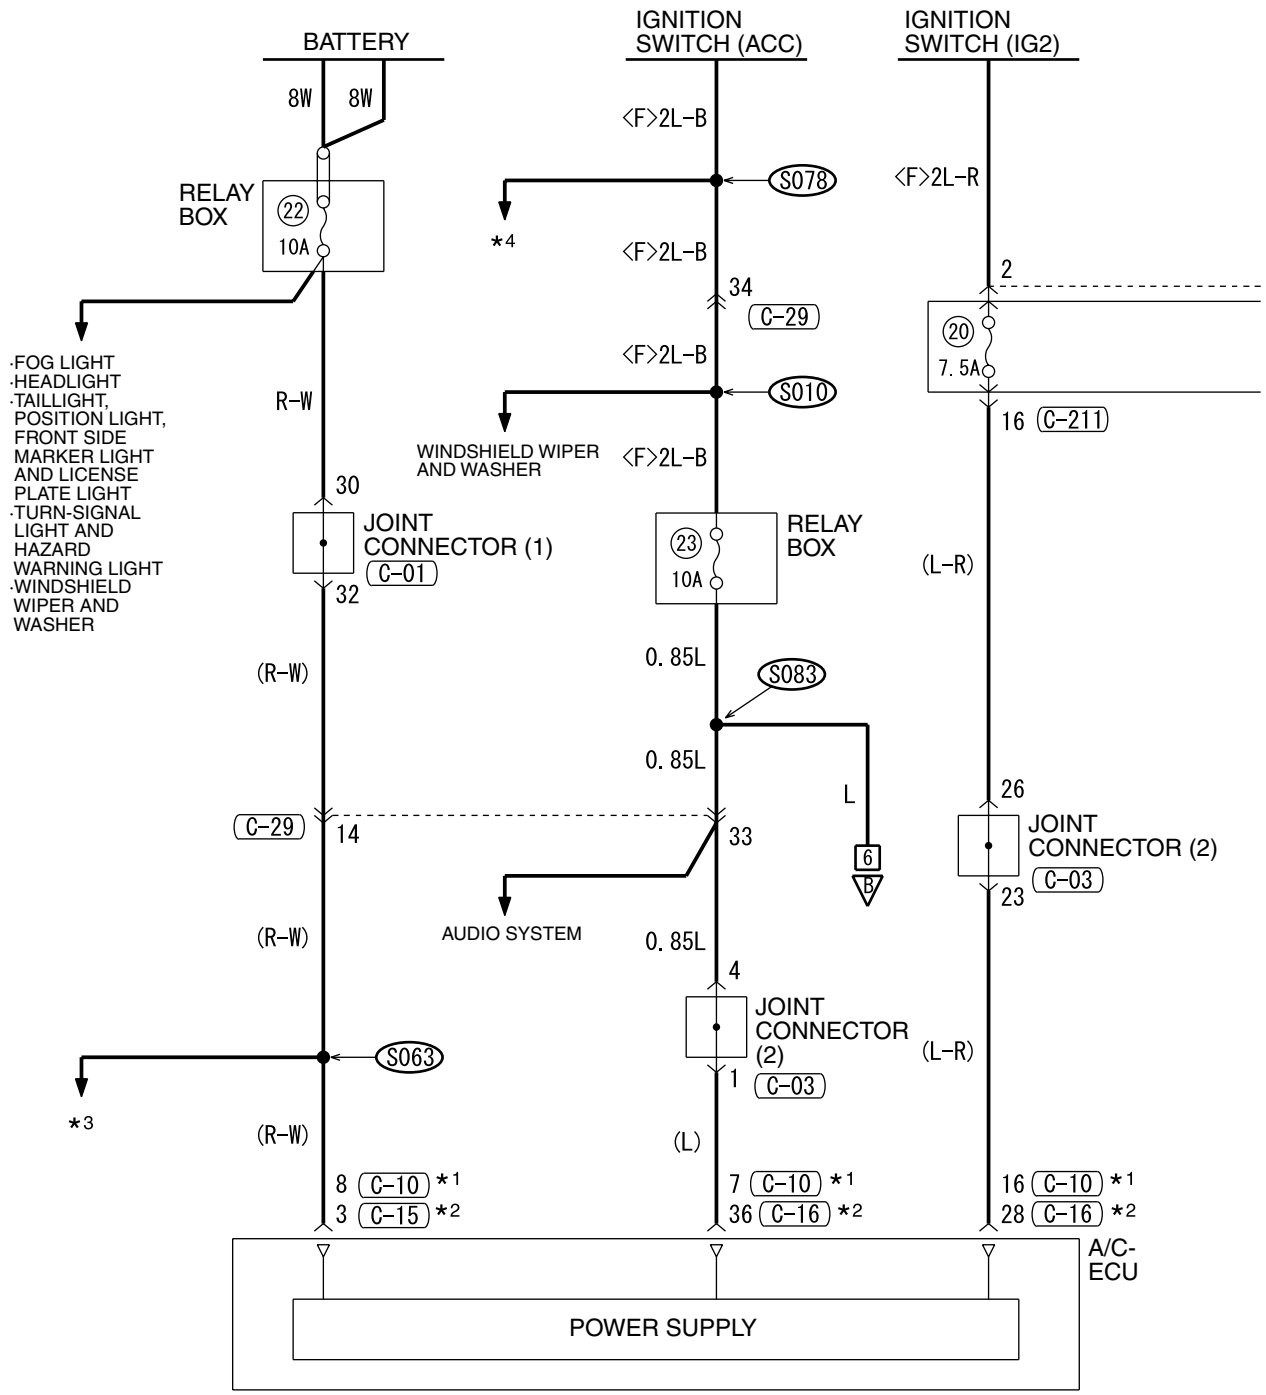 BATTERY
IGNITION
SWITCH (ACC)
IGNITION
SWITCH (IG2)
8W
8W
<F>2L-B
RELAY
BOX
22
10A
S078
*4
<F>2L-R
<F>2L-B
34
C-29
2
20
7.5A
16
C-211
·FOG LIGHT
·HEADLIGHT
·TAILLIGHT,
POSITION LIGHT,
FRONT SIDE
MARKER LIGHT
AND LICENSE
PLATE LIGHT
·TURN-SIGNAL
LIGHT AND
HAZARD
WARNING LIGHT
·WINDSHIELD
WIPER AND
WASHER
R-W
<F>2L-B
S010
WINDSHIELD WIPER
AND WASHER
<F>2L-B
30
JOINT
CONNECTOR (1)
C-01
32
23
10A
RELAY
BOX
(L-R)
(R-W)
0.85L
S083
0.85L
L
6
B
C-29
14
33
26
JOINT
CONNECTOR (2)
C-03
23
AUDIO SYSTEM
(R-W)
0.85L
4
JOINT
CONNECTOR
(2)
1
C-03
(L-R)
S063
*3
(R-W)
(L)
8 C-10 *1
3 C-15 *2
7 C-10 *1
36 C-16 *2
16 C-10 *1
28 C-16 *2
A/C-
ECU
POWER SUPPLY